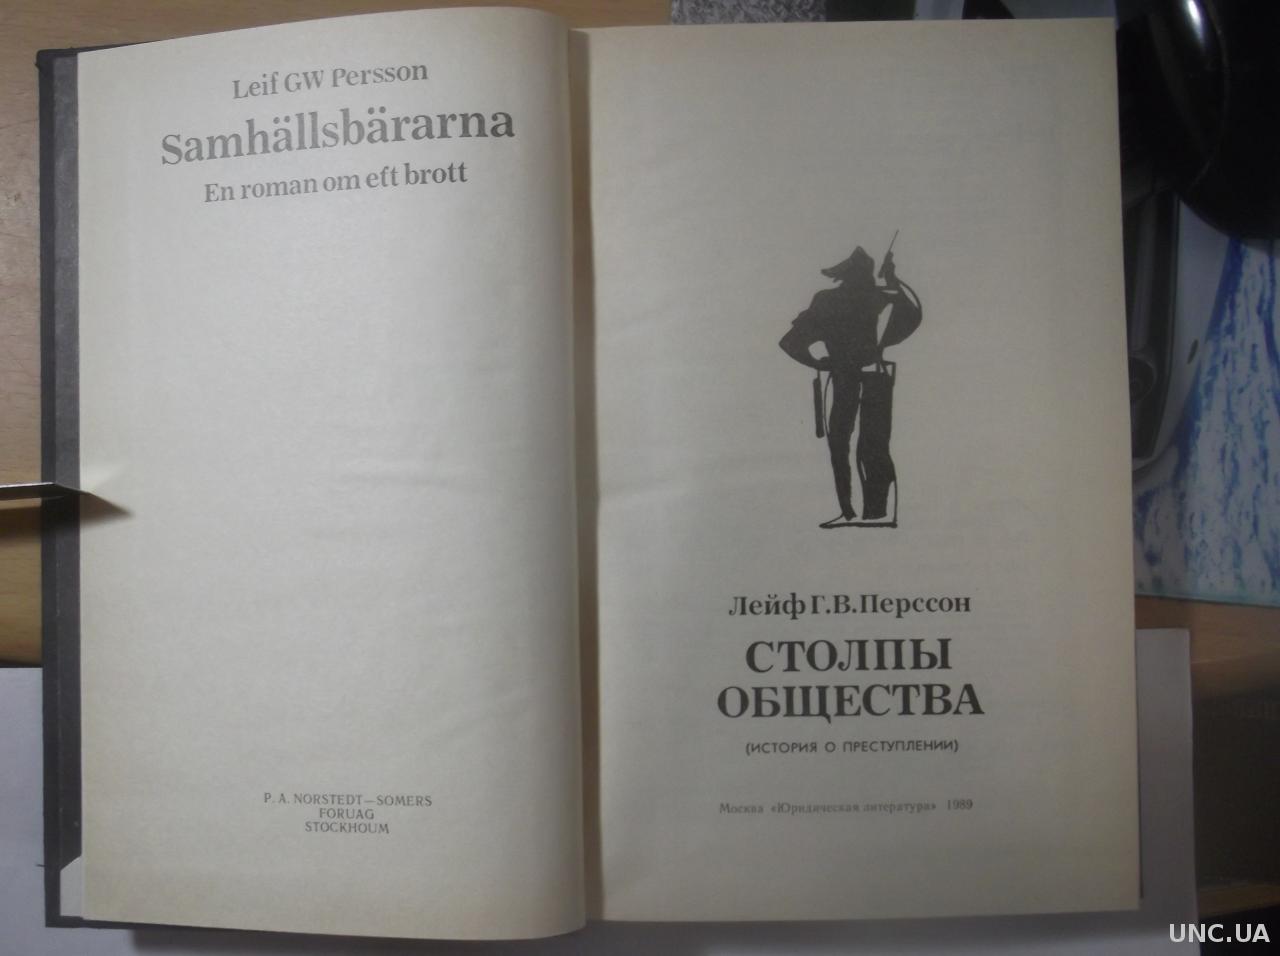 Leif GW Persson
Samhällsbärarna
En roman om eft brott
P. A. NORSTEDT—SOMERS
FORUAG
STOCKHOUM
Лейф Г.В.Перссон
СТОЛПЫ
ОБЩЕСТВА
(ИСТОРИЯ О ПРЕСТУПЛЕНИИ)
Москва «Юридическая литература» 1989
UNC.UA